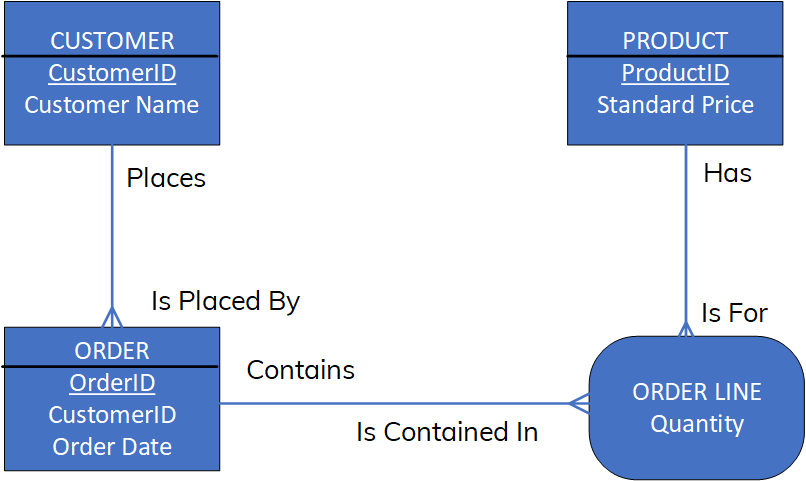 CUSTOMER
CustomerID
Customer Name
PRODUCT
ProductID
Standard Price
Places
Has
Is Placed By
Is For
ORDER
OrderID
CustomerID
Order Date
Contains
Is Contained In
ORDER LINE
Quantity